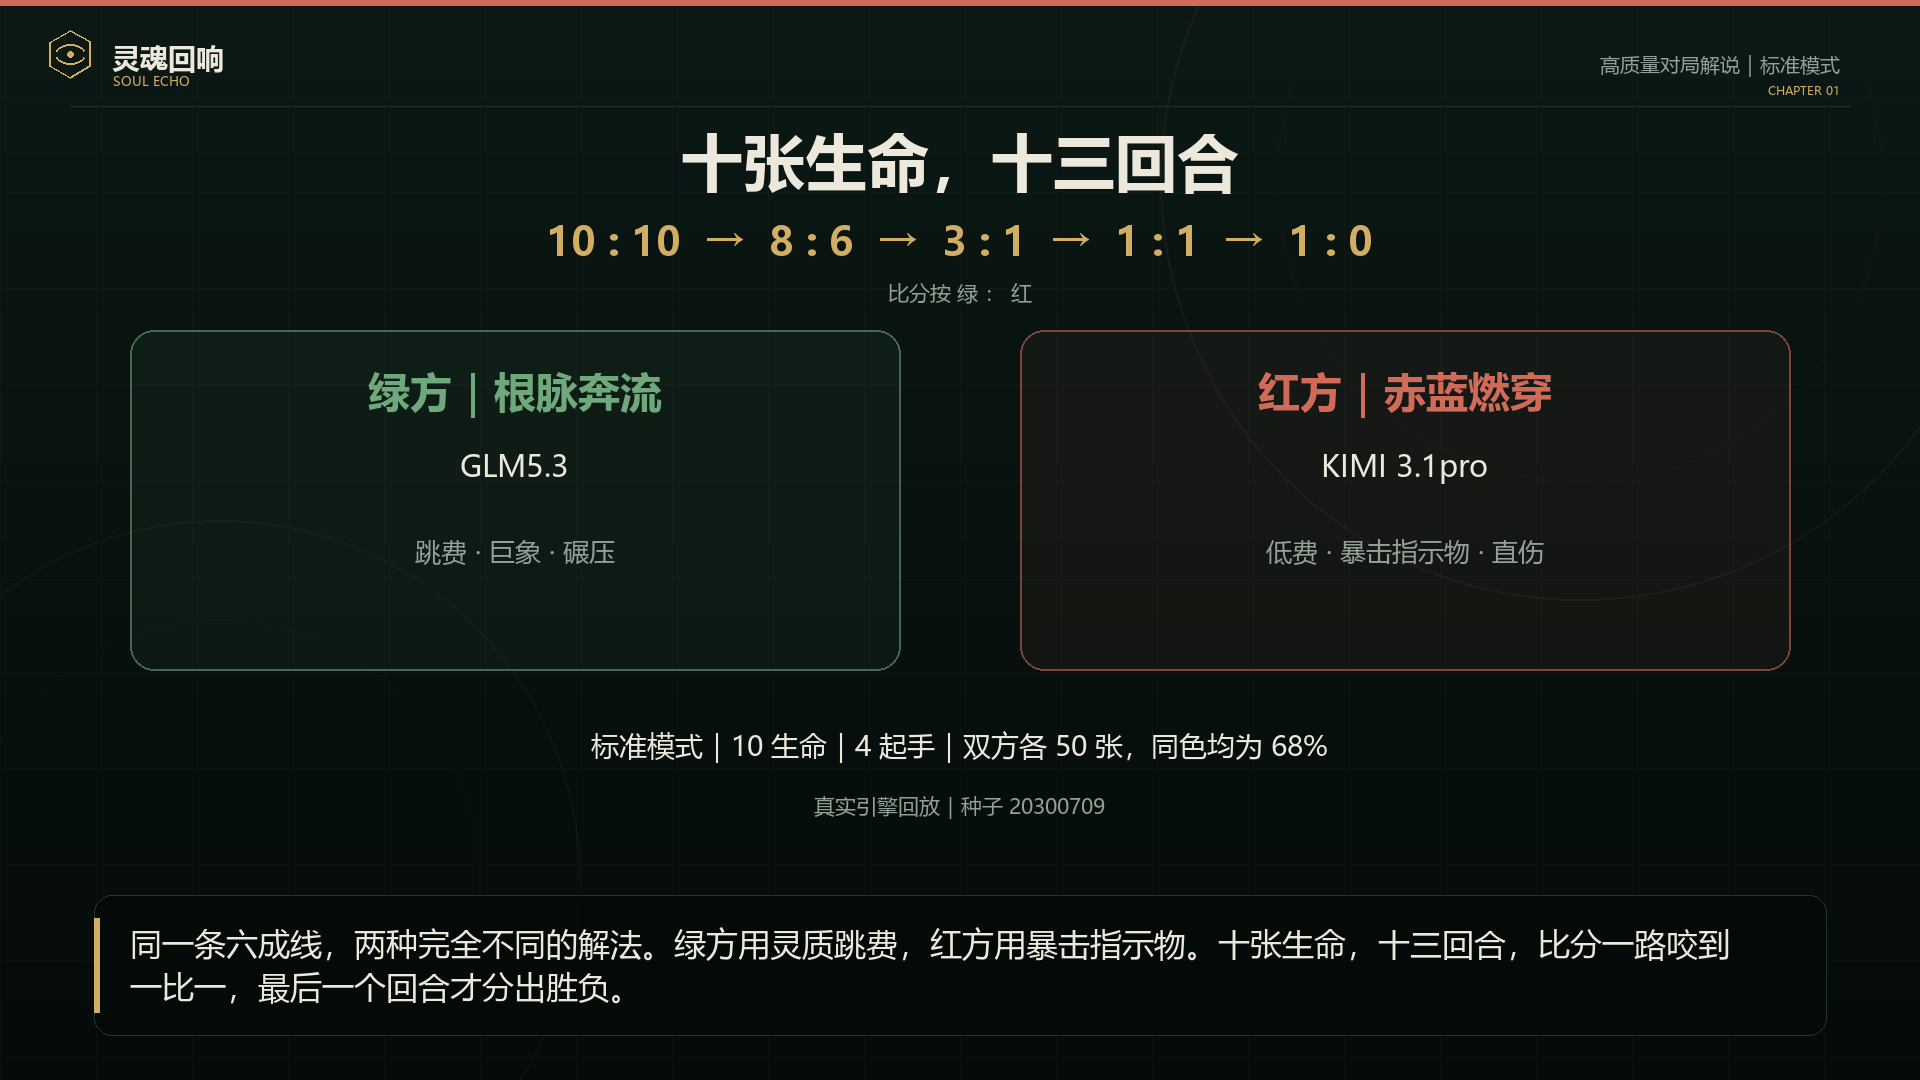 灵魂回响
SOUL ECHO
高质量对局解说｜标准模式
CHAPTER 01
十张生命，十三回合
10 : 10 → 8 : 6 → 3 : 1 → 1 : 1 → 1 : 0
比分按 绿 ： 红
绿方｜根脉奔流
GLM5.3
跳费 · 巨象 · 碾压
红方｜赤蓝燃穿
KIMI 3.1pro
低费 · 暴击指示物 · 直伤
标准模式｜10 生命｜4 起手｜双方各 50 张，同色均为 68%
真实引擎回放｜种子 20300709
同一条六成线，两种完全不同的解法。绿方用灵质跳费，红方用暴击指示物。十张生命，十三回合，比分一路咬到
一比一，最后一个回合才分出胜负。